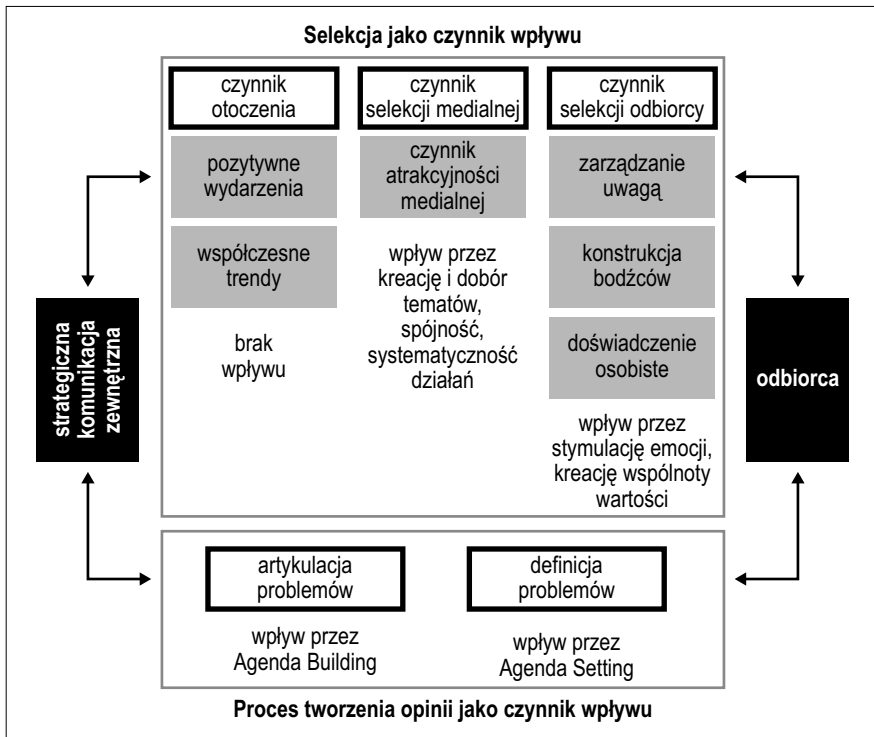 Selekcja jako czynnik wpływu
czynnik
otoczenia
czynnik
selekcji medialnej
czynnik
selekcji odbiorcy
pozytywne
wydarzenia
współczesne
trendy
brak
wpływu
czynnik
atrakcyjności
medialnej
wpływ przez
kreację i dobór
tematów,
spójność,
systematyczność
działań
zarządzanie
uwagą
konstrukcja
bodźców
doświadczenie
osobiste
wpływ przez
stymulację emocji,
kreację wspólnoty
wartości
strategiczna
komunikacja
zewnętrzna
odbiorca
artykulacja
problemów
wpływ przez
Agenda Building
definicja
problemów
wpływ przez
Agenda Setting
Proces tworzenia opinii jako czynnik wpływu